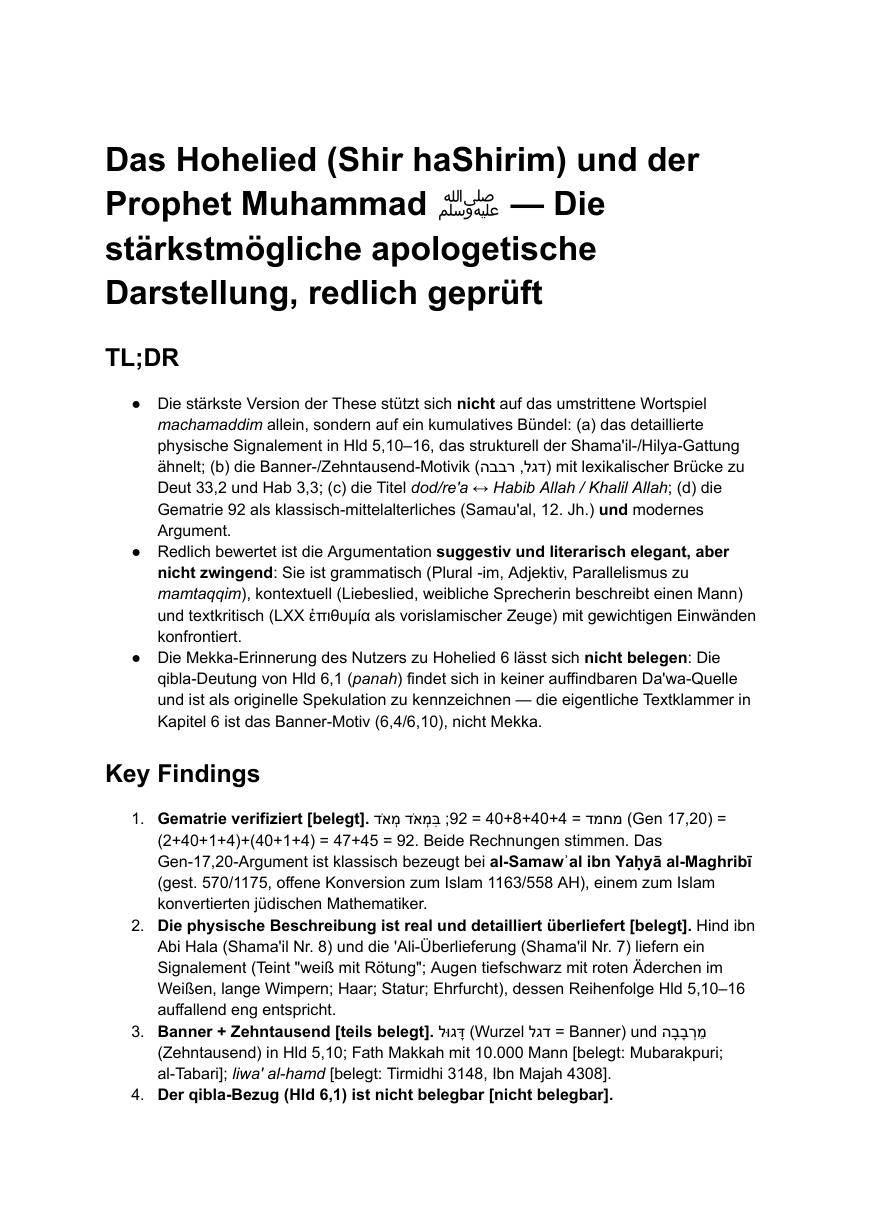 Das Hohelied (Shir haShirim) und der
Prophet Muhammad ﷺ — Die
stärkstmögliche apologetische
Darstellung, redlich geprüft
TL;DR
● Die stärkste Version der These stützt sich nicht auf das umstrittene Wortspiel
machamaddim allein, sondern auf ein kumulatives Bündel: (a) das detaillierte
physische Signalement in Hld 5,10–16, das strukturell der Shama'il-/Hilya-Gattung
ähnelt; (b) die Banner-/Zehntausend-Motivik (דגל, רבבה) mit lexikalischer Brücke zu
Deut 33,2 und Hab 3,3; (c) die Titel dod/re'a ↔ Habib Allah / Khalil Allah; (d) die
Gematrie 92 als klassisch-mittelalterliches (Samau'al, 12. Jh.) und modernes
Argument.
● Redlich bewertet ist die Argumentation suggestiv und literarisch elegant, aber
nicht zwingend: Sie ist grammatisch (Plural -im, Adjektiv, Parallelismus zu
mamtaqqim), kontextuell (Liebeslied, weibliche Sprecherin beschreibt einen Mann)
und textkritisch (LXX ἐπιθυμία als vorislamischer Zeuge) mit gewichtigen Einwänden
konfrontiert.
● Die Mekka-Erinnerung des Nutzers zu Hohelied 6 lässt sich nicht belegen: Die
qibla-Deutung von Hld 6,1 (panah) findet sich in keiner auffindbaren Da'wa-Quelle
und ist als originelle Spekulation zu kennzeichnen — die eigentliche Textklammer in
Kapitel 6 ist das Banner-Motiv (6,4/6,10), nicht Mekka.
Key Findings
1. Gematrie verifiziert [belegt]. מחמד = 40+8+40+4 = 92; בִּמְאֹד מְאֹד (Gen 17,20) =
(2+40+1+4)+(40+1+4) = 47+45 = 92. Beide Rechnungen stimmen. Das
Gen-17,20-Argument ist klassisch bezeugt bei al-Samawʾal ibn Yaḥyā al-Maghribī
(gest. 570/1175, offene Konversion zum Islam 1163/558 AH), einem zum Islam
konvertierten jüdischen Mathematiker.
2. Die physische Beschreibung ist real und detailliert überliefert [belegt]. Hind ibn
Abi Hala (Shama'il Nr. 8) und die 'Ali-Überlieferung (Shama'il Nr. 7) liefern ein
Signalement (Teint "weiß mit Rötung"; Augen tiefschwarz mit roten Äderchen im
Weißen, lange Wimpern; Haar; Statur; Ehrfurcht), dessen Reihenfolge Hld 5,10–16
auffallend eng entspricht.
3. Banner + Zehntausend [teils belegt]. דָּגוּל (Wurzel דגל = Banner) und מֵרְבָבָה
(Zehntausend) in Hld 5,10; Fath Makkah mit 10.000 Mann [belegt: Mubarakpuri;
al-Tabari]; liwa' al-hamd [belegt: Tirmidhi 3148, Ibn Majah 4308].
4. Der qibla-Bezug (Hld 6,1) ist nicht belegbar [nicht belegbar].